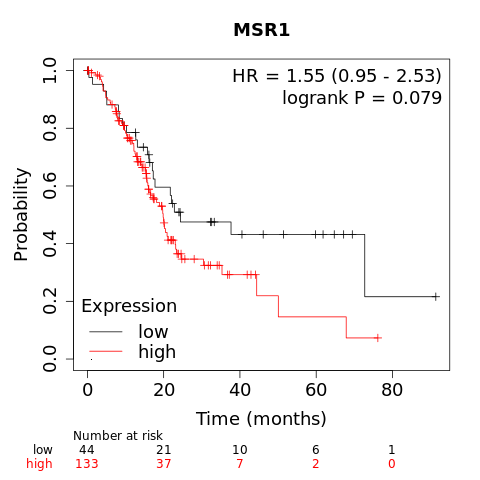 MSR1
HR = 1.55 (0.95 - 2.53)
logrank P = 0.079
Probability
1.0
0.8
0.6
0.4
0.2
0.0
Expression
low
high
0 20 40 60 80
Time (months)
Number at risk
low 44 21 10 6 1
high 133 37 7 2 0